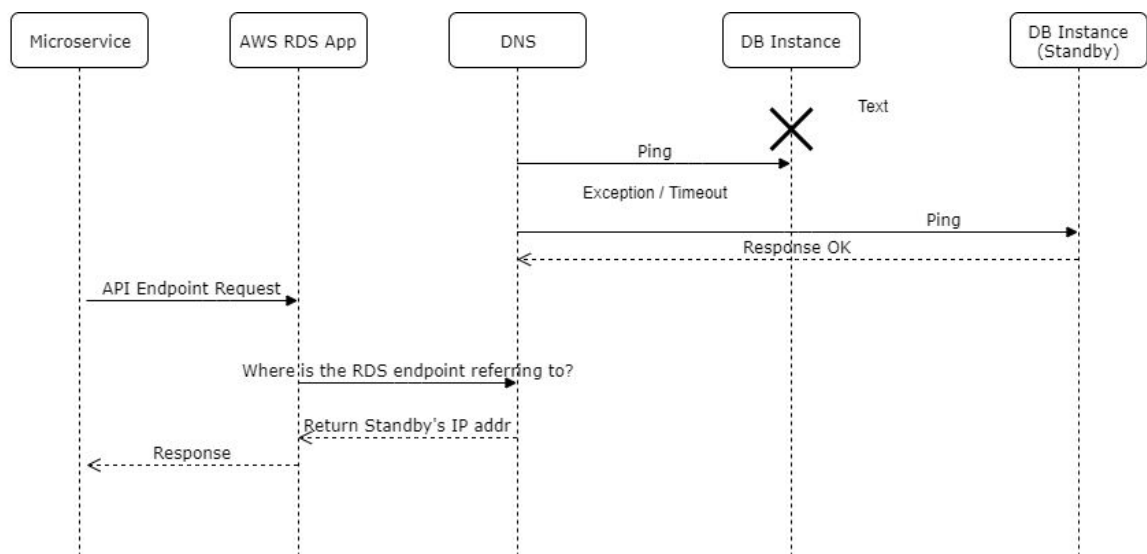 Microservice
AWS RDS App
DNS
DB Instance
DB Instance
(Standby)
Text
Ping
Exception / Timeout
Ping
Response OK
API Endpoint Request
Where is the RDS endpoint referring to?
Return Standby's IP addr
Response